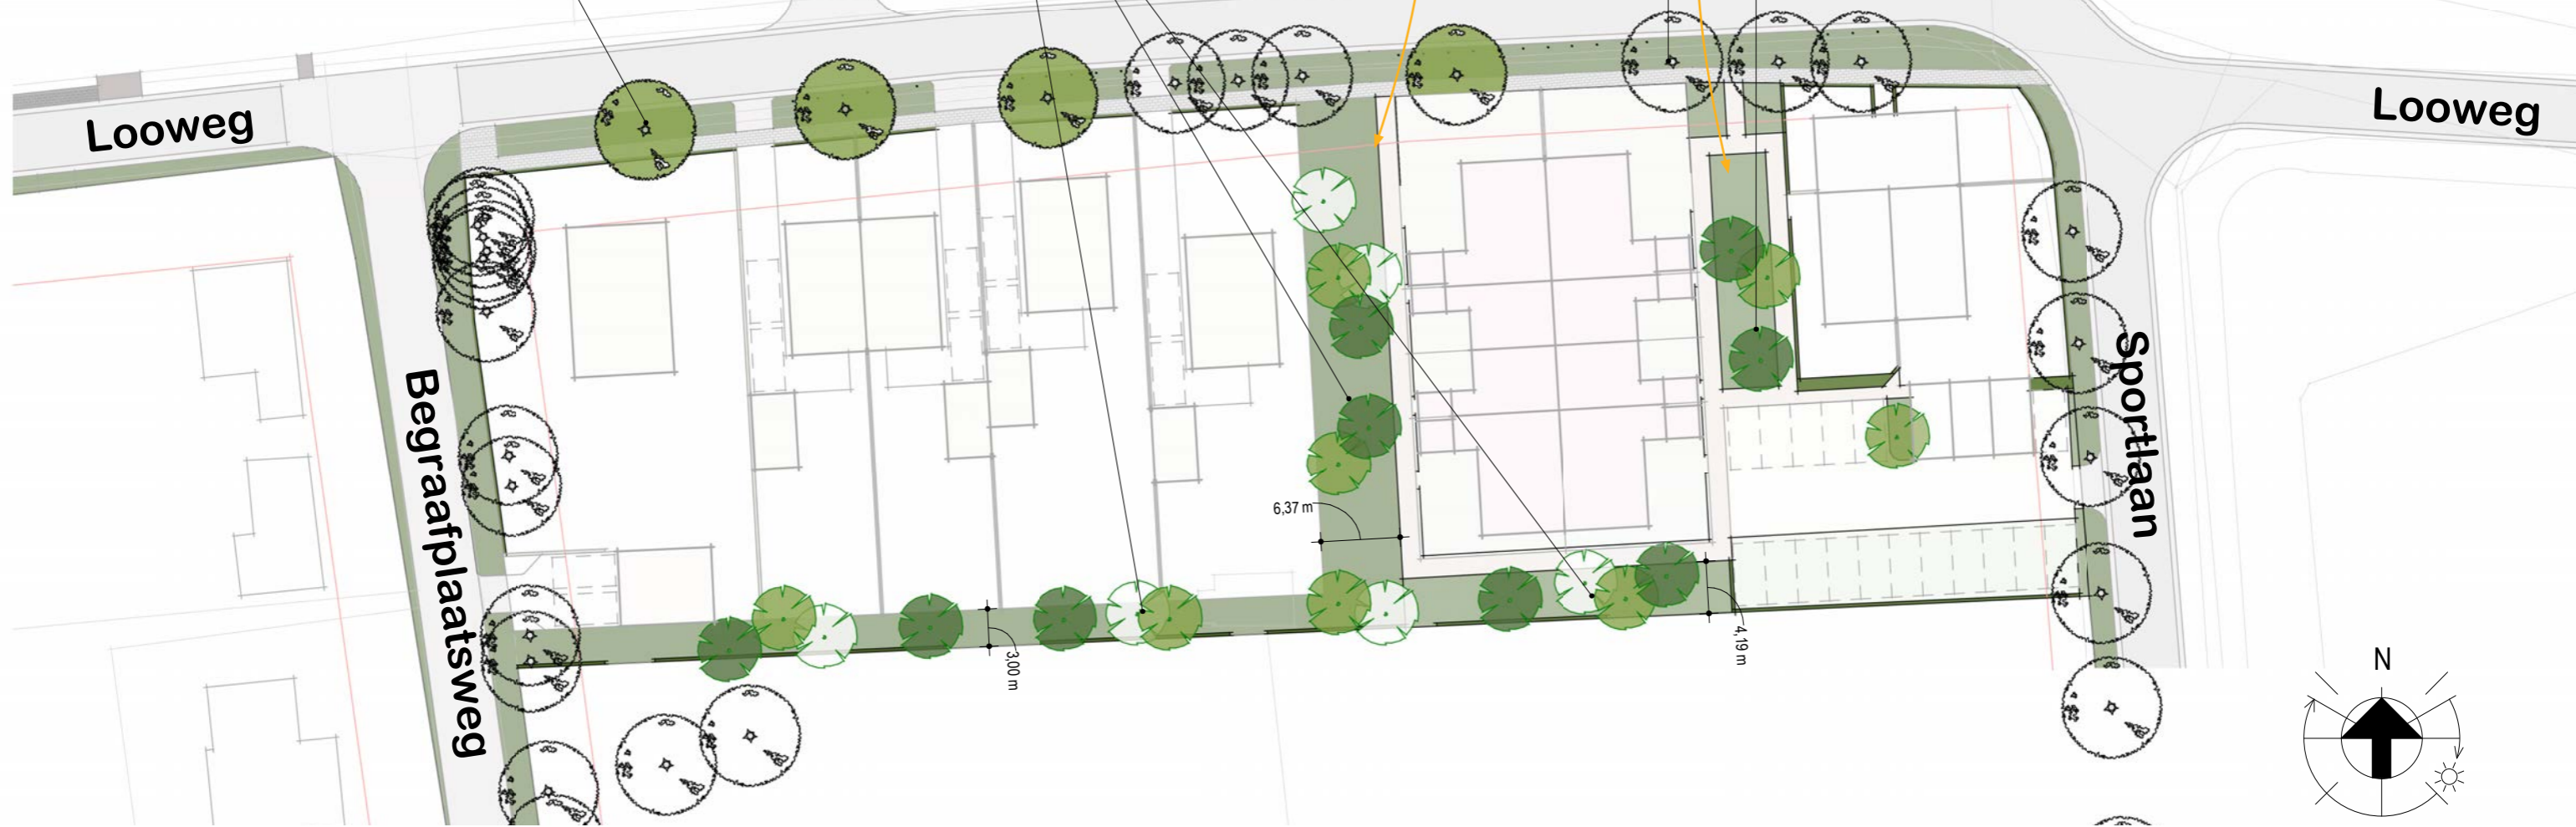 Looweg
Looweg
Begraafplaatsweg
Sportlaan
6,37 m
3,00 m
4,19 m
N